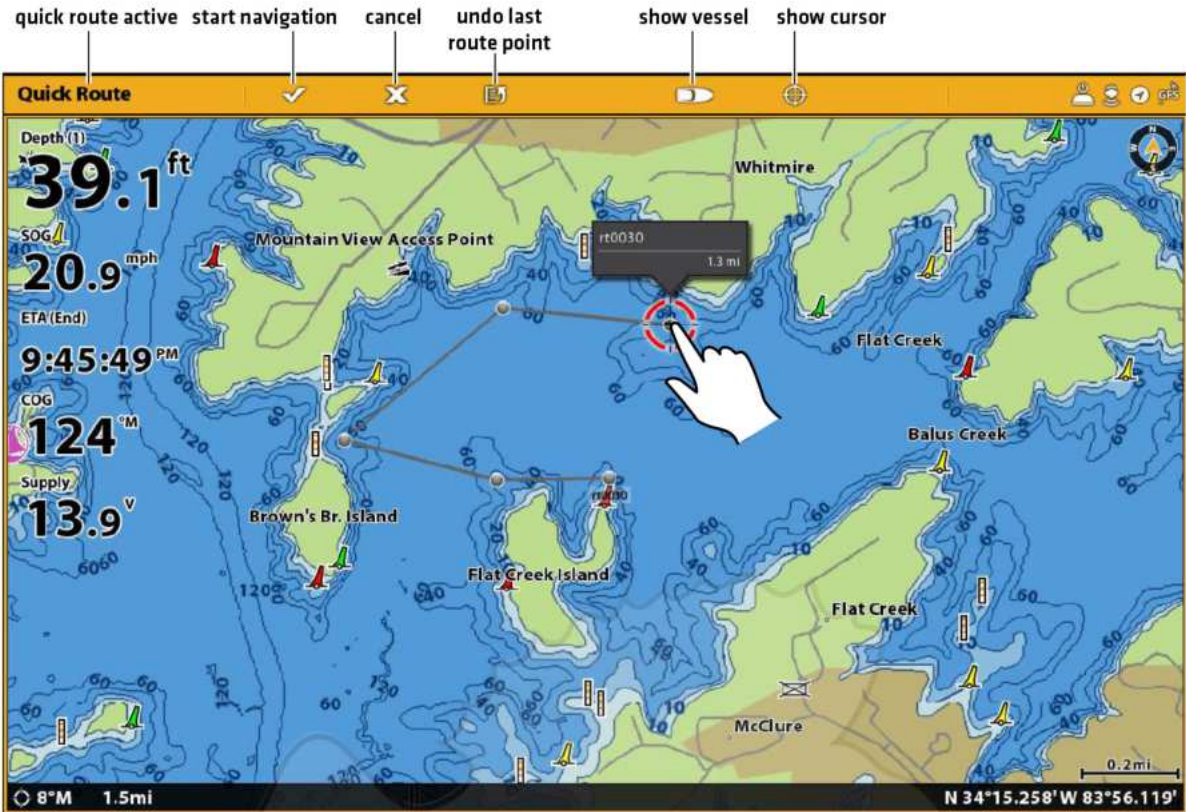 quick route active start navigation cancel undo last route point show vessel show cursor
Quick Route
GPS
Depth (1)
39.1 ft
SOG
20.9 mph
ETA (End)
9:45:49 PM
COG
124 °M
Supply
13.9 V
Whitmire
Mountain View Access Point
rt0030
1.3 mi
Flat Creek
Balus Creek
rt0030
Brown's Br. Island
Flat Creek Island
Flat Creek
McClure
0.2mi
8°M 1.5mi
N 34°15.258' W 83°56.119'